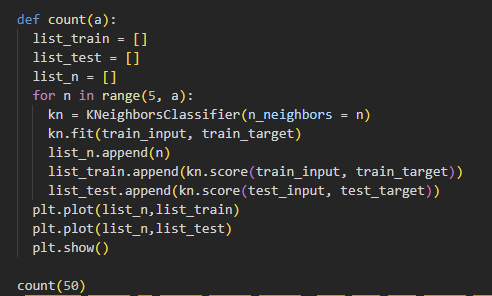 def count(a):
  list_train = []
  list_test = []
  list_n = []
  for n in range(5, a):
    kn = KNeighborsClassifier(n_neighbors = n)
    kn.fit(train_input, train_target)
    list_n.append(n)
    list_train.append(kn.score(train_input, train_target))
    list_test.append(kn.score(test_input, test_target))
  plt.plot(list_n,list_train)
  plt.plot(list_n,list_test)
  plt.show()

count(50)